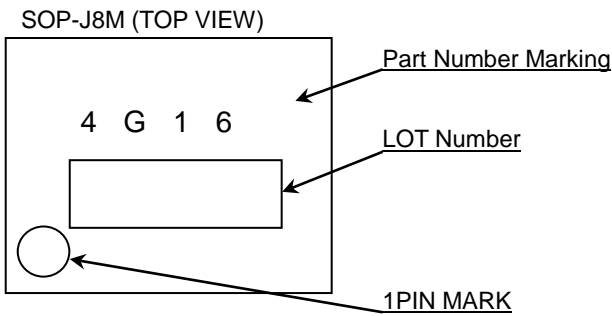 SOP-J8M (TOP VIEW)
Part Number Marking
4 G 1 6
LOT Number
1PIN MARK